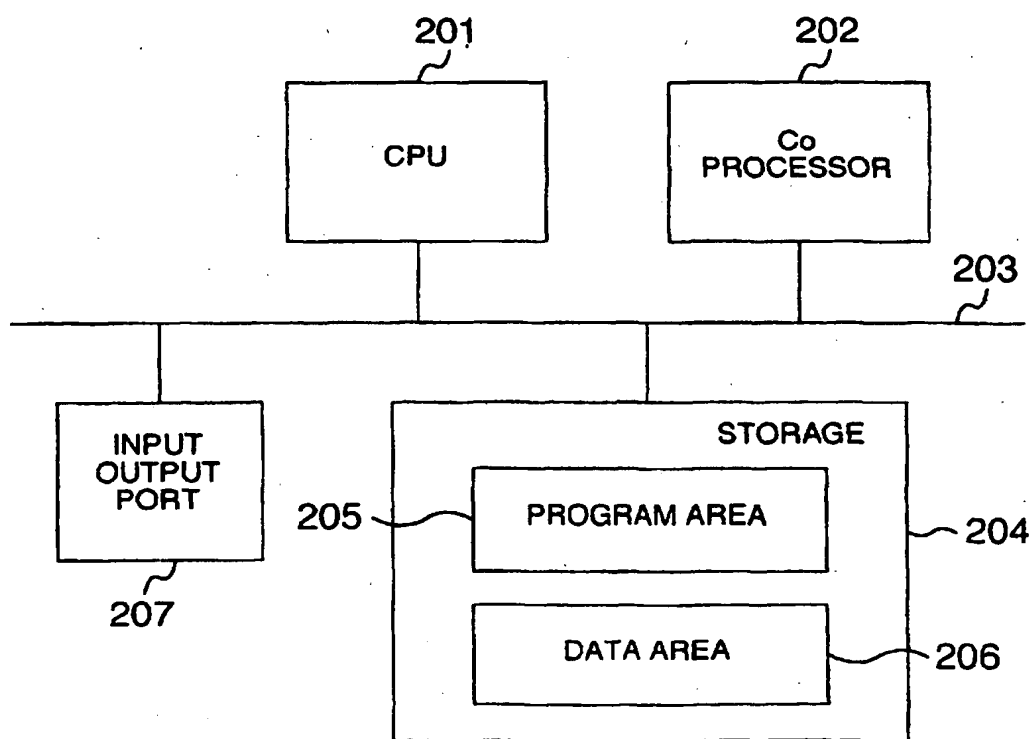 201
202
CPU
Co
PROCESSOR
203
INPUT
OUTPUT
PORT
STORAGE
205
PROGRAM AREA
204
207
DATA AREA
206